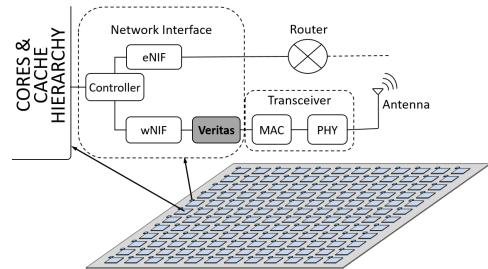 CORES &
CACHE
HIERARCHY
Network Interface
Router
eNIF
Controller
Transceiver
Antenna
wNIF
Veritas
MAC
PHY